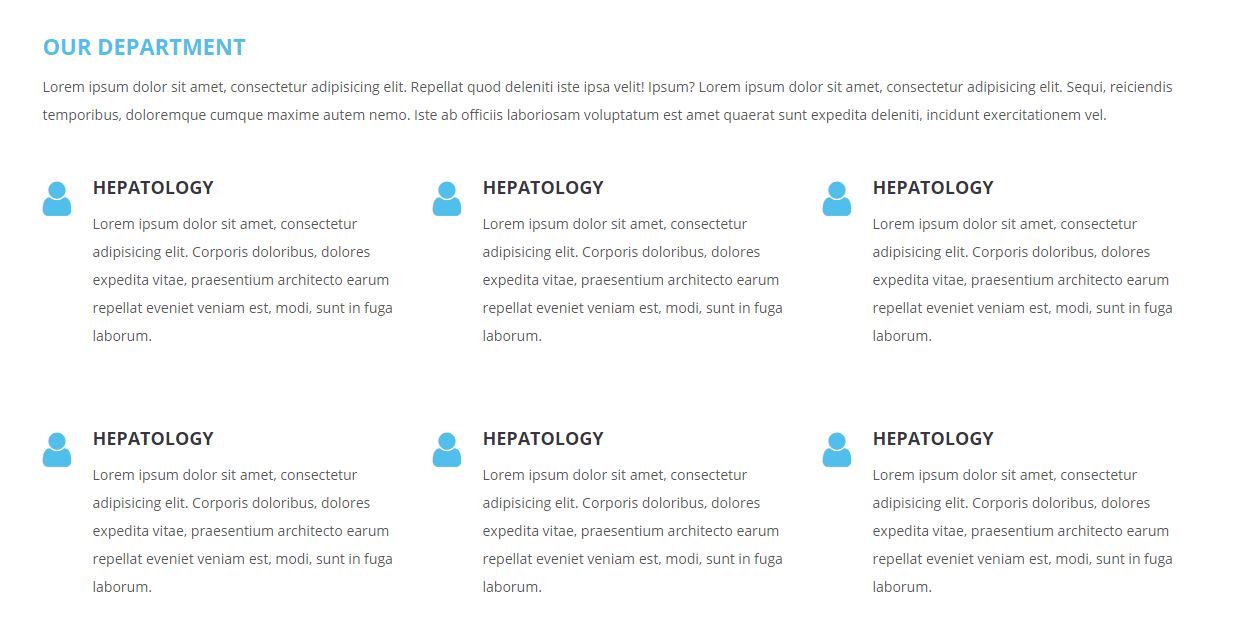 OUR DEPARTMENT
Lorem ipsum dolor sit amet, consectetur adipisicing elit. Repellat quod deleniti iste ipsa velit! Ipsum? Lorem ipsum dolor sit amet, consectetur adipisicing elit. Sequi, reiciendis
temporibus, doloremque cumque maxime autem nemo. Iste ab officiis laboriosam voluptatum est amet quaerat sunt expedita deleniti, incidunt exercitationem vel.
HEPATOLOGY
Lorem ipsum dolor sit amet, consectetur
adipisicing elit. Corporis doloribus, dolores
expedita vitae, praesentium architecto earum
repellat eveniet veniam est, modi, sunt in fuga
laborum.
HEPATOLOGY
Lorem ipsum dolor sit amet, consectetur
adipisicing elit. Corporis doloribus, dolores
expedita vitae, praesentium architecto earum
repellat eveniet veniam est, modi, sunt in fuga
laborum.
HEPATOLOGY
Lorem ipsum dolor sit amet, consectetur
adipisicing elit. Corporis doloribus, dolores
expedita vitae, praesentium architecto earum
repellat eveniet veniam est, modi, sunt in fuga
laborum.
HEPATOLOGY
Lorem ipsum dolor sit amet, consectetur
adipisicing elit. Corporis doloribus, dolores
expedita vitae, praesentium architecto earum
repellat eveniet veniam est, modi, sunt in fuga
laborum.
HEPATOLOGY
Lorem ipsum dolor sit amet, consectetur
adipisicing elit. Corporis doloribus, dolores
expedita vitae, praesentium architecto earum
repellat eveniet veniam est, modi, sunt in fuga
laborum.
HEPATOLOGY
Lorem ipsum dolor sit amet, consectetur
adipisicing elit. Corporis doloribus, dolores
expedita vitae, praesentium architecto earum
repellat eveniet veniam est, modi, sunt in fuga
laborum.